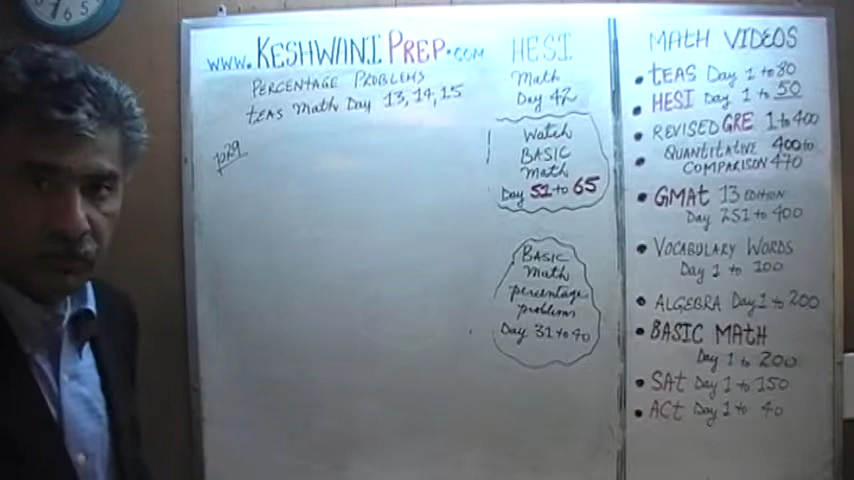 www.KESHWANIPREP.com
PERCENTAGE PROBLEMS
TEAS Math Day 13, 14, 15
p29
HESI
Math
Day 42
Watch
BASIC
Math
Day 51 to 65
BASIC
Math
percentage
problems
Day 31 to 40
MATH VIDEOS
• TEAS Day 1 to 80
• HESI Day 1 to 50
• REVISED GRE 1 to 400
• QUANTITATIVE 400 to
COMPARISON 470
• GMAT 13 EDITION
Day 251 to 400
• VOCABULARY WORDS
Day 1 to 100
• ALGEBRA Day 1 to 200
• BASIC MATH
Day 1 to 200
• SAT Day 1 to 150
• ACT Day 1 to 40
7 6 5